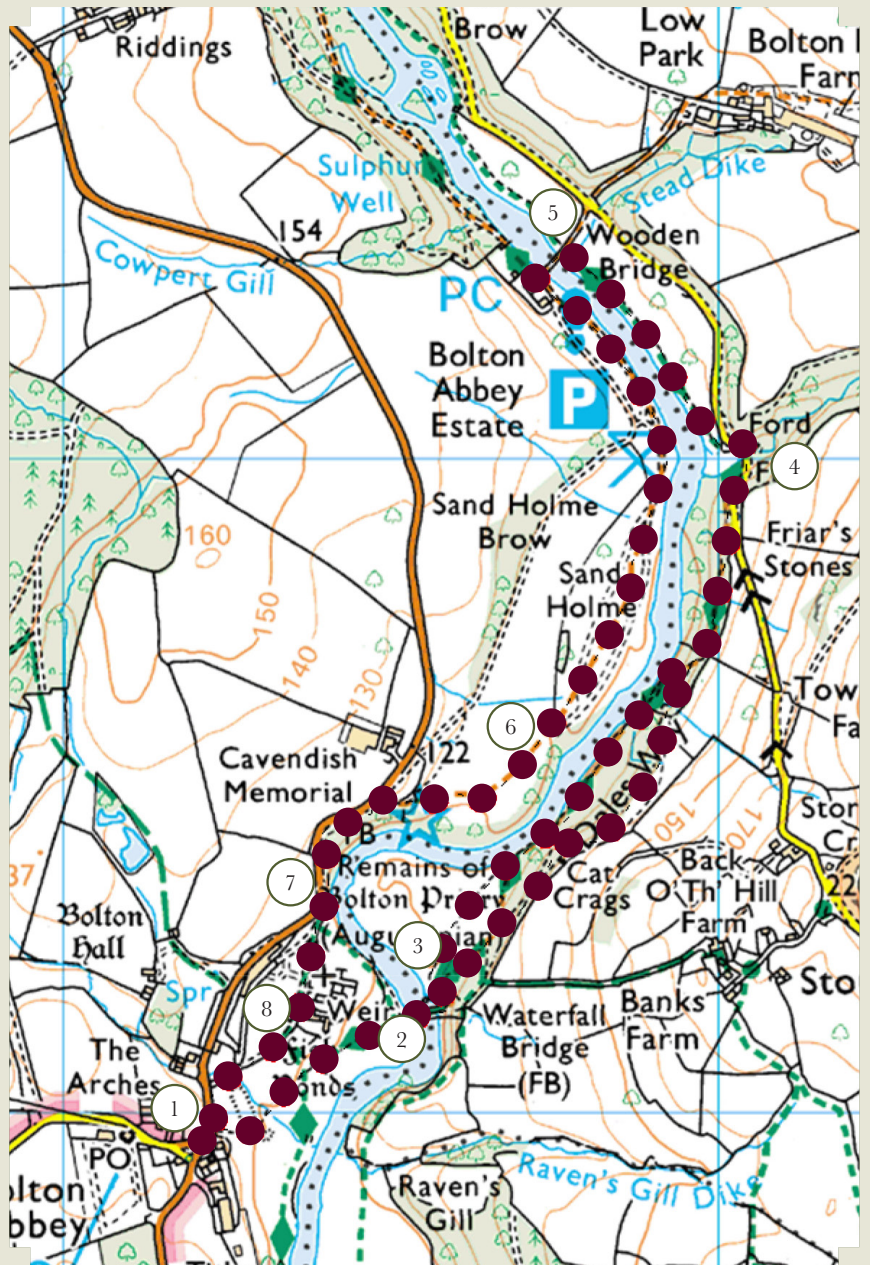 Brow
Low
Park
Bolton
Farm
Riddings
Sulphur
Well
Stead Dike
5
154
Wooden
Bridge
Cowpert Gill
PC
Bolton
Abbey
Estate
P
Ford
4
Sand Holme
Brow
Friar's
Stones
160
150
Sand
Holme
140
130
6
122
Cavendish
Memorial
Dales Way
150
170
7
Remains of
Bolton Priory
Cat
Crags
Back
O' Th' Hill
Farm
Bolton
Hall
3
Spr
8
Weir
2
Waterfall
Bridge
(FB)
Banks
Farm
Sto
The
Arches
1
PO
olton
bbey
Raven's
Gill
Raven's Gill Dike